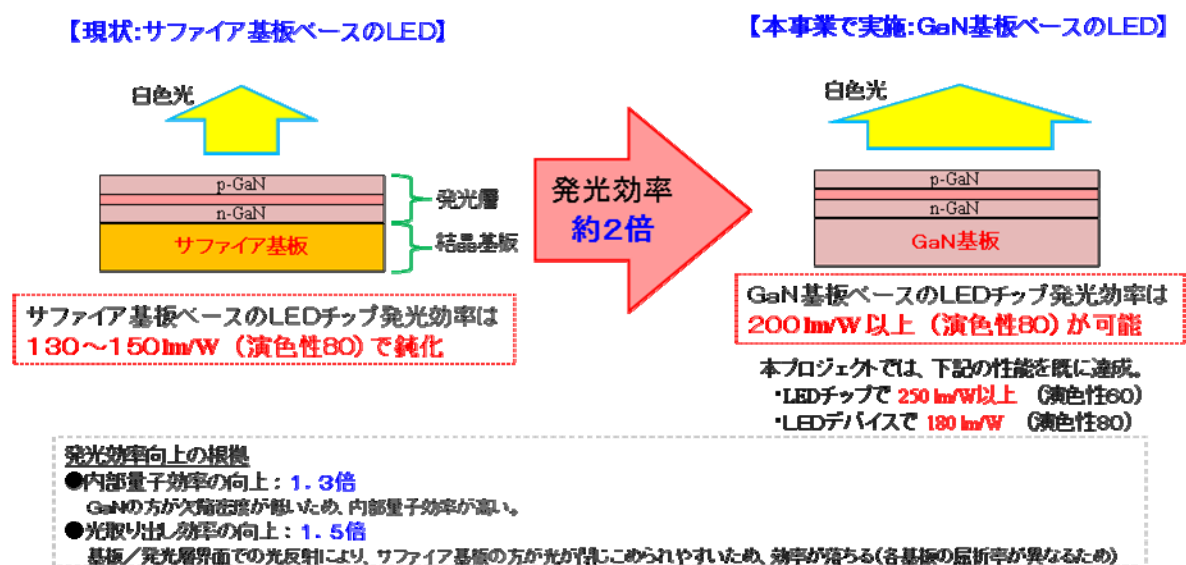 【現状:サファイア基板ベースのLED】
【本事業で実施:GaN基板ベースのLED】
白色光
白色光
p-GaN
n-GaN
サファイア基板
発光層
結晶基板
発光効率
約2倍
p-GaN
n-GaN
GaN基板
サファイア基板ベースのLEDチップ発光効率は
130～150lm/W(演色性80)で鈍化
GaN基板ベースのLEDチップ発光効率は
200lm/W以上(演色性80)が可能
本プロジェクトでは、下記の性能を既に達成。
・LEDチップで 250 lm/W以上 (演色性60)
・LEDデバイスで 180 lm/W (演色性80)
発光効率向上の根拠
●内部量子効率の向上:1.3倍
GaNの方が欠陥密度が低いため、内部量子効率が高い。
●光取り出し効率の向上:1.5倍
基板/発光層界面での光反射により、サファイア基板の方が光が閉じこめられやすいため、効率が落ちる(各基板の屈折率が異なるため)